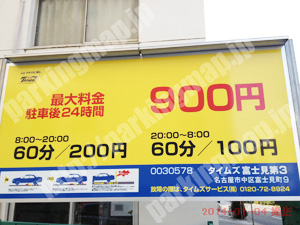 Times
最大料金
駐車後24時間
900円
8:00～20:00
60分／200円
20:00～8:00
60分／100円
0030578 タイムズ富士見第3
名古屋市中区富士見町9
故障の際は、タイムズサービス(株) 0120-72-8924
parkingmap.jp